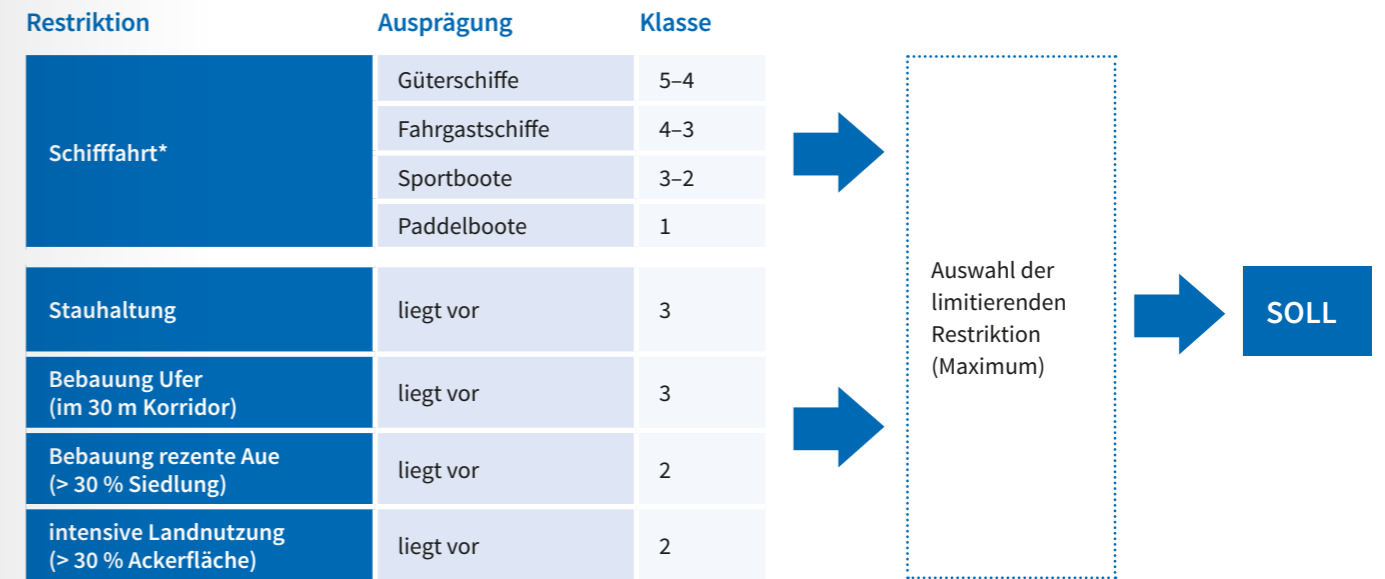 Restriktion Ausprägung Klasse
Schifffahrt*
Güterschiffe 5–4
Fahrgastschiffe 4–3
Sportboote 3–2
Paddelboote 1
Stauhaltung liegt vor 3
Bebauung Ufer
(im 30 m Korridor)
liegt vor 3
Bebauung rezente Aue
(> 30 % Siedlung)
liegt vor 2
intensive Landnutzung
(> 30 % Ackerfläche)
liegt vor 2
Auswahl der
limitierenden
Restriktion
(Maximum)
SOLL